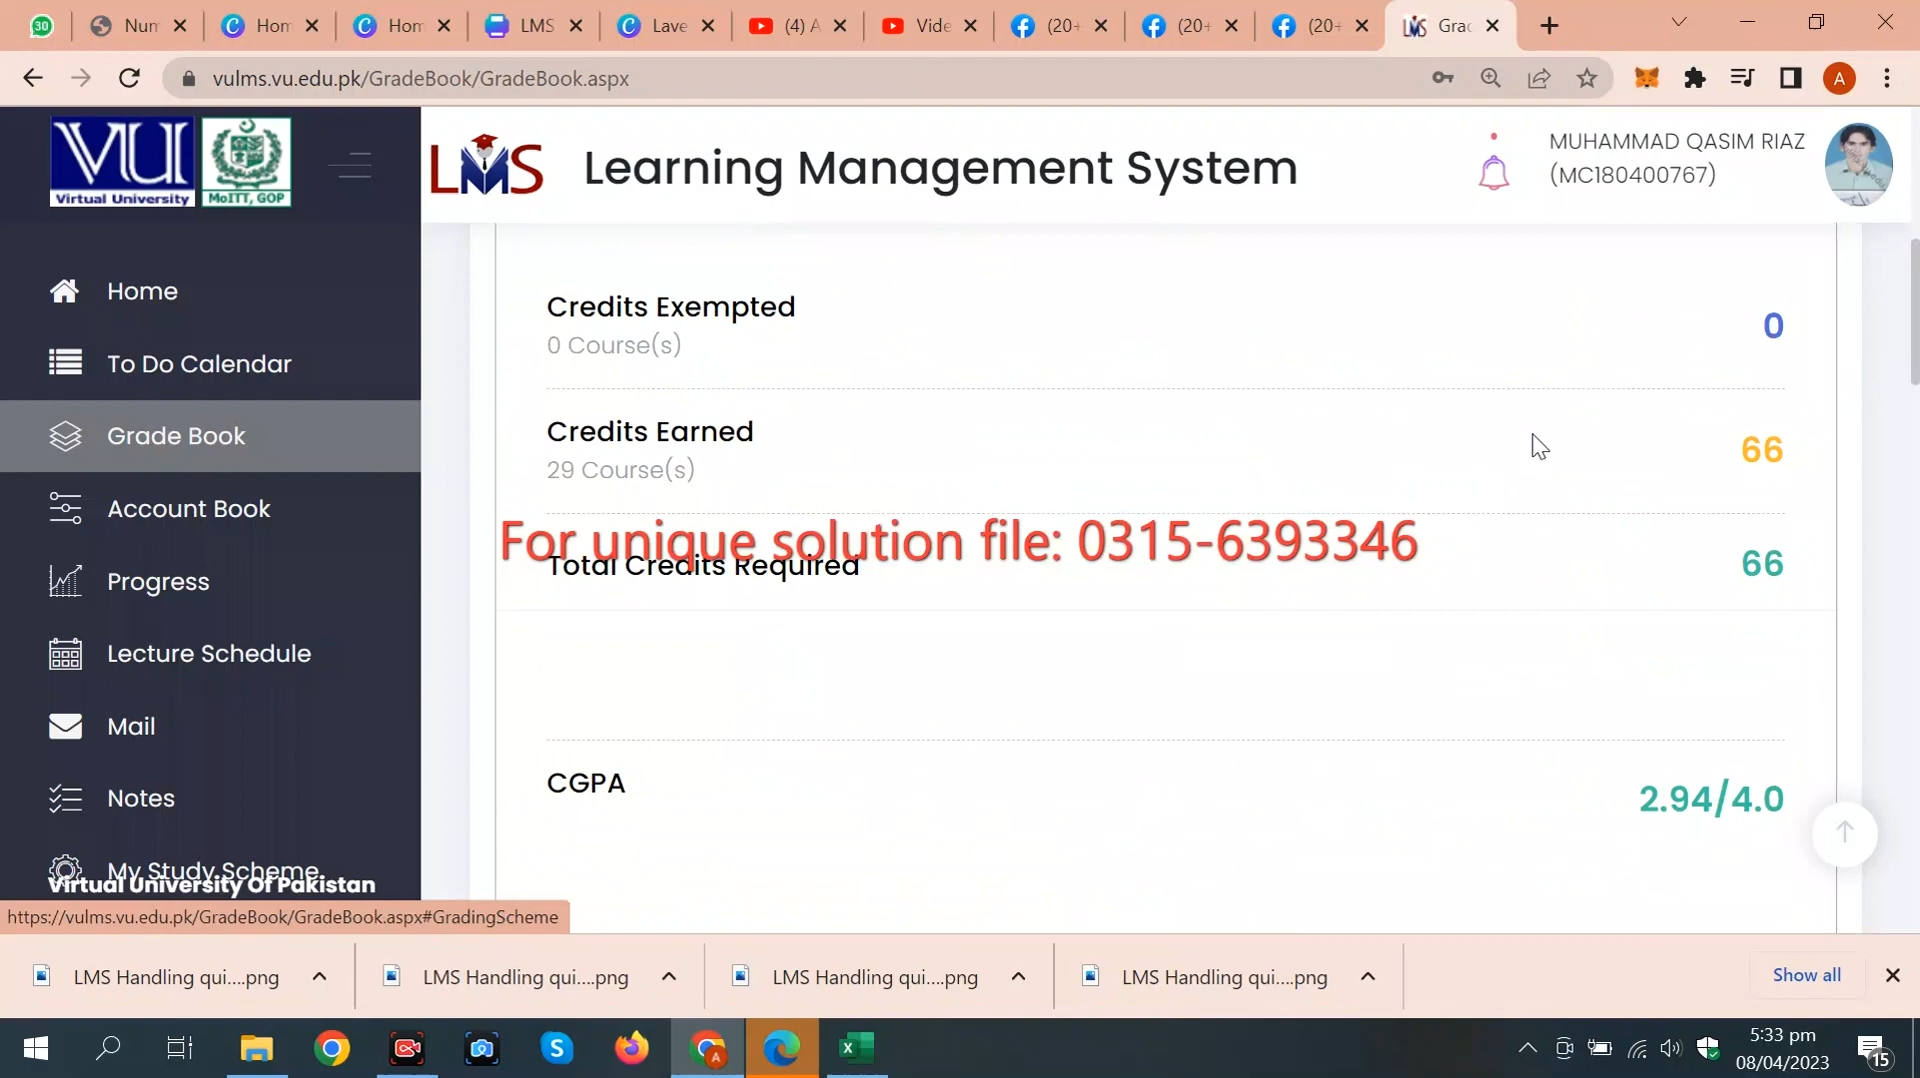 30
Num
Hom
Hom
LMS
Lave
(4) A
Vide
(20+
(20+
(20+
Grad
vulms.vu.edu.pk/GradeBook/GradeBook.aspx
A
VU
Virtual University
MoITT, GOP
LMS
Learning Management System
MUHAMMAD QASIM RIAZ
(MC180400767)
Home
To Do Calendar
Grade Book
Account Book
Progress
Lecture Schedule
Mail
Notes
My Study Scheme
Virtual University Of Pakistan
Credits Exempted
0
0 Course(s)
Credits Earned
66
29 Course(s)
For unique solution file: 0315-6393346
Total Credits Required
66
CGPA
2.94/4.0
https://vulms.vu.edu.pk/GradeBook/GradeBook.aspx#GradingScheme
LMS Handling qui....png
LMS Handling qui....png
LMS Handling qui....png
LMS Handling qui....png
Show all
5:33 pm
08/04/2023
15